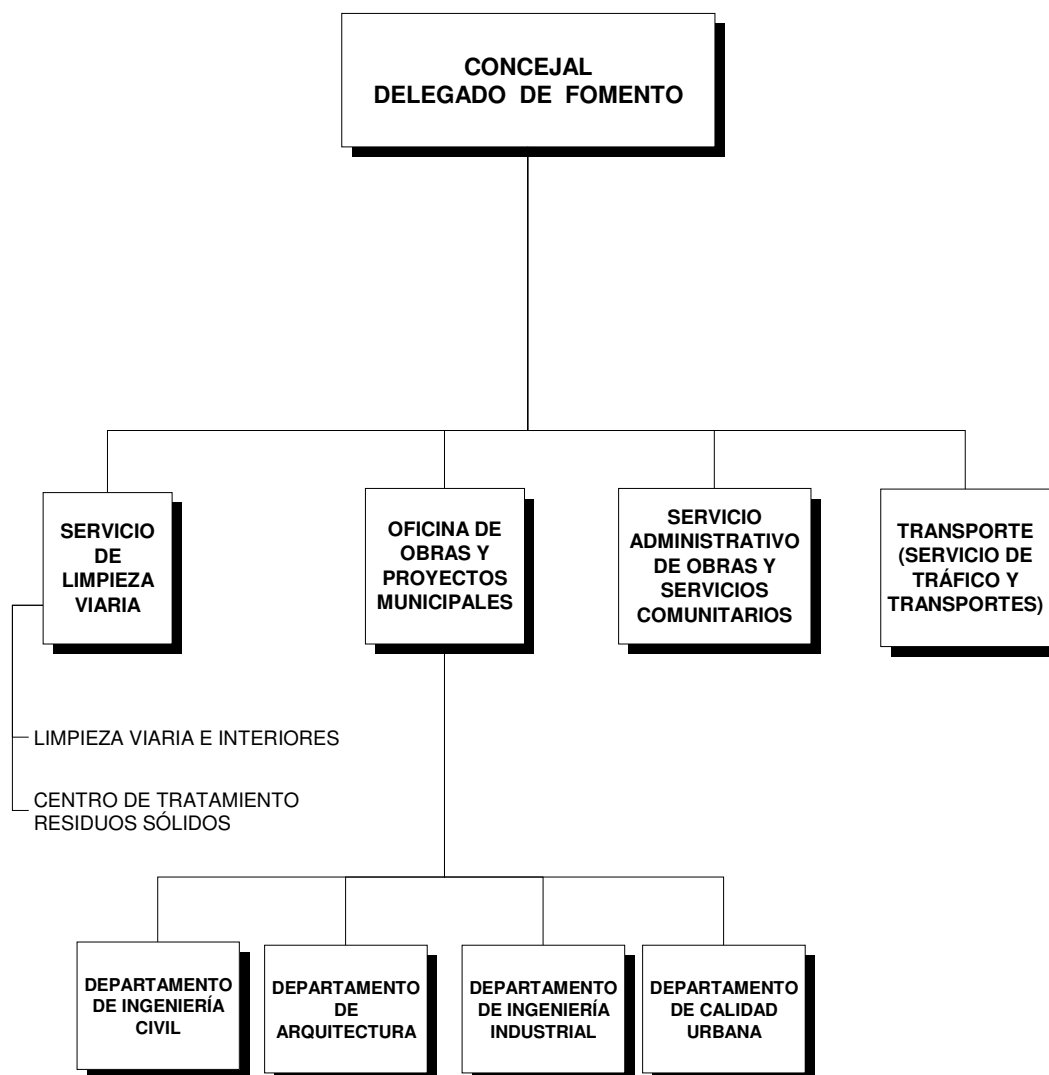 CONCEJAL
DELEGADO DE FOMENTO
SERVICIO
DE
LIMPIEZA
VIARIA
OFICINA DE
OBRAS Y
PROYECTOS
MUNICIPALES
SERVICIO
ADMINISTRATIVO
DE OBRAS Y
SERVICIOS
COMUNITARIOS
TRANSPORTE
(SERVICIO DE
TRÁFICO Y
TRANSPORTES)
LIMPIEZA VIARIA E INTERIORES
CENTRO DE TRATAMIENTO
RESIDUOS SÓLIDOS
DEPARTAMENTO
DE INGENIERÍA
CIVIL
DEPARTAMENTO
DE
ARQUITECTURA
DEPARTAMENTO
DE INGENIERÍA
INDUSTRIAL
DEPARTAMENTO
DE CALIDAD
URBANA